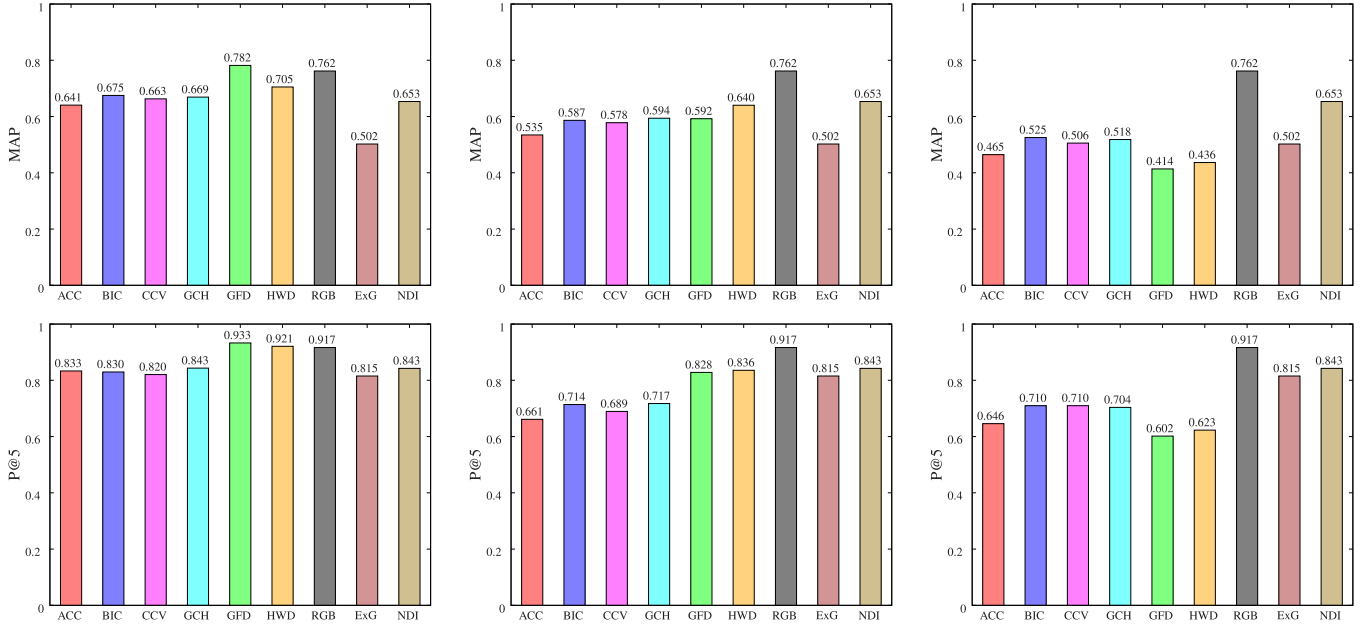 1
0.8
0.6
0.4
0.2
0
MAP
0.641 0.675 0.663 0.669 0.782 0.705 0.762 0.502 0.653
ACC BIC CCV GCH GFD HWD RGB ExG NDI
1
0.8
0.6
0.4
0.2
0
MAP
0.535 0.587 0.578 0.594 0.592 0.640 0.762 0.502 0.653
ACC BIC CCV GCH GFD HWD RGB ExG NDI
1
0.8
0.6
0.4
0.2
0
MAP
0.465 0.525 0.506 0.518 0.414 0.436 0.762 0.502 0.653
ACC BIC CCV GCH GFD HWD RGB ExG NDI
1
0.8
0.6
0.4
0.2
0
P@5
0.833 0.830 0.820 0.843 0.933 0.921 0.917 0.815 0.843
ACC BIC CCV GCH GFD HWD RGB ExG NDI
1
0.8
0.6
0.4
0.2
0
P@5
0.661 0.714 0.689 0.717 0.828 0.836 0.917 0.815 0.843
ACC BIC CCV GCH GFD HWD RGB ExG NDI
1
0.8
0.6
0.4
0.2
0
P@5
0.646 0.710 0.710 0.704 0.602 0.623 0.917 0.815 0.843
ACC BIC CCV GCH GFD HWD RGB ExG NDI